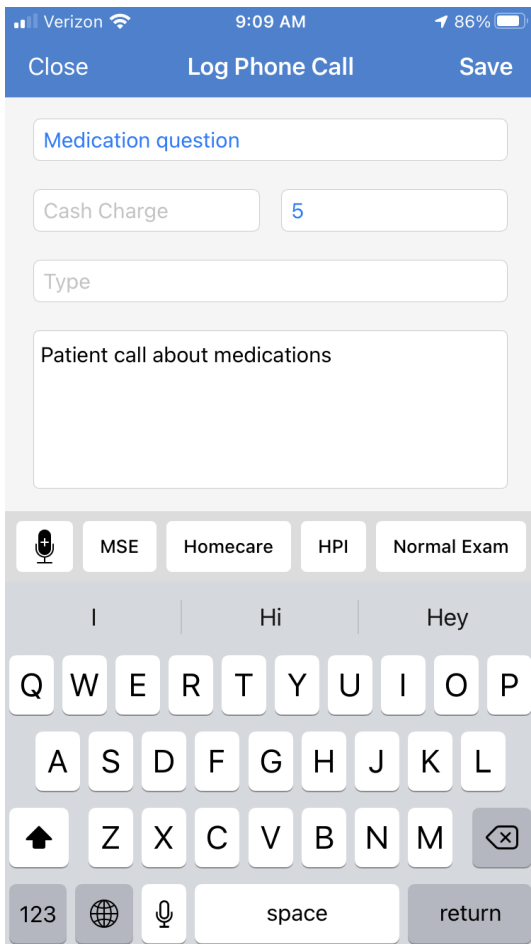 Verizon 9:09 AM 86%
Close Log Phone Call Save
Medication question
Cash Charge 5
Type
Patient call about medications
MSE Homecare HPI Normal Exam
I Hi Hey
Q W E R T Y U I O P
A S D F G H J K L
Z X C V B N M
123 space return